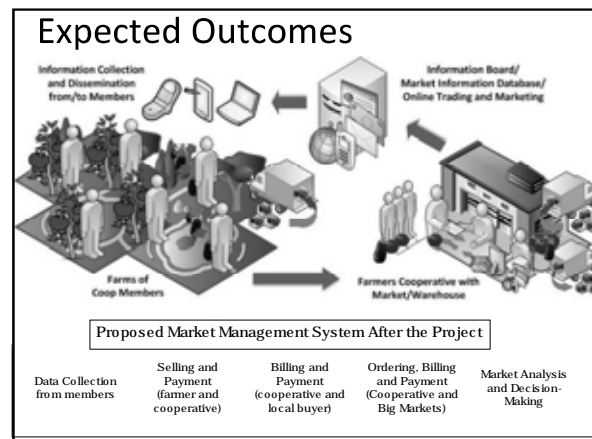 Expected Outcomes
Information Collection
and Dissemination
from/to Members
Information Board/
Market Information Database/
Online Trading and Marketing
Farms of
Coop Members
Farmers Cooperative with
Market/Warehouse
Proposed Market Management System After the Project
Data Collection
from members
Selling and
Payment
(farmer and
cooperative)
Billing and
Payment
(cooperative and
local buyer)
Ordering, Billing
and Payment
(Cooperative and
Big Markets)
Market Analysis
and Decision-
Making